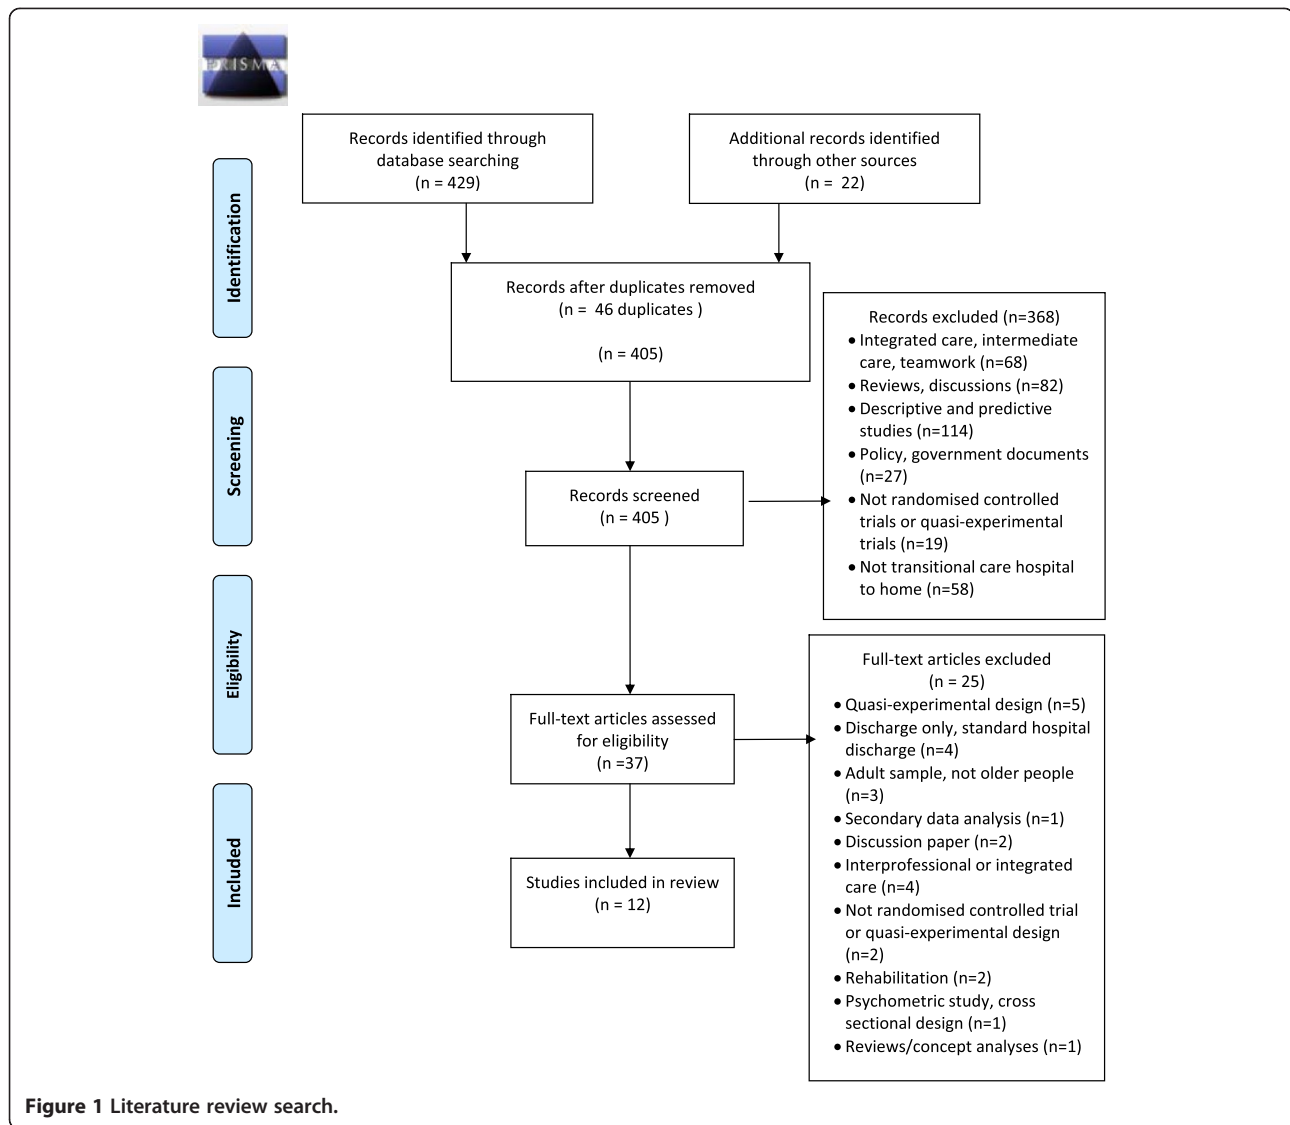 PRISMA
Records identified through
database searching
(n = 429)
Additional records identified
through other sources
(n = 22)
Identification
Records after duplicates removed
(n = 46 duplicates )
(n = 405)
Records excluded (n=368)
• Integrated care, intermediate
care, teamwork (n=68)
• Reviews, discussions (n=82)
• Descriptive and predictive
studies (n=114)
• Policy, government documents
(n=27)
• Not randomised controlled
trials or quasi-experimental
trials (n=19)
• Not transitional care hospital
to home (n=58)
Screening
Records screened
(n = 405 )
Eligibility
Full-text articles assessed
for eligibility
(n =37)
Full-text articles excluded
(n = 25)
• Quasi-experimental design (n=5)
• Discharge only, standard hospital
discharge (n=4)
• Adult sample, not older people
(n=3)
• Secondary data analysis (n=1)
• Discussion paper (n=2)
• Interprofessional or integrated
care (n=4)
• Not randomised controlled trial
or quasi-experimental design
(n=2)
• Rehabilitation (n=2)
• Psychometric study, cross
sectional design (n=1)
• Reviews/concept analyses (n=1)
Included
Studies included in review
(n = 12)
Figure 1 Literature review search.